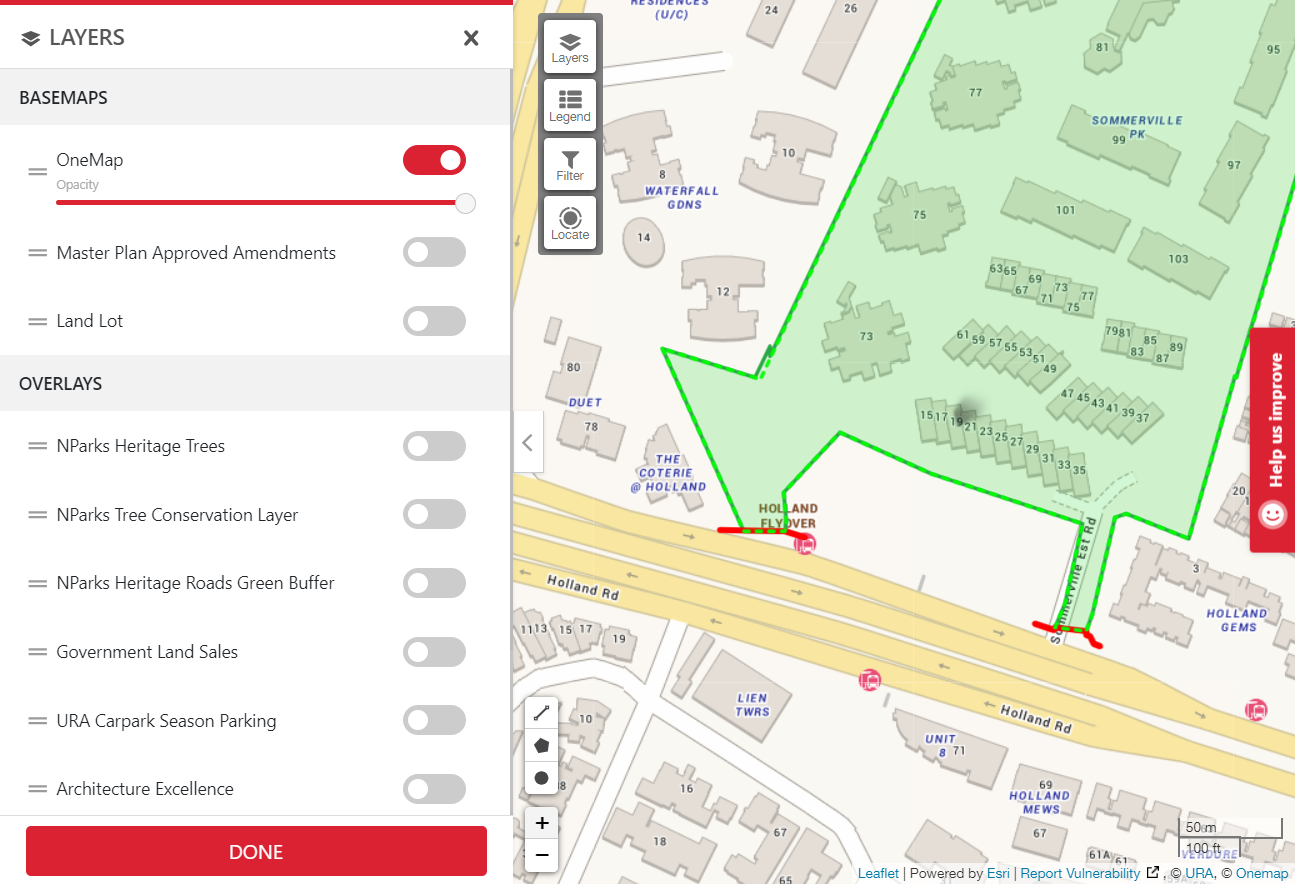 LAYERS
BASEMAPS
OneMap
Opacity
Master Plan Approved Amendments
Land Lot
OVERLAYS
NParks Heritage Trees
NParks Tree Conservation Layer
NParks Heritage Roads Green Buffer
Government Land Sales
URA Carpark Season Parking
Architecture Excellence
DONE
Layers
Legend
Filter
Locate
RESIDENCES
(U/C)
24
26
81
95
77
SOMMERVILLE
PK
99
97
10
8
WATERFALL
GDNS
14
75
101
103
12
6365
69
67
73
71
77
75
73
61
59
57
55
53
51
49
7981
85
83
89
87
80
DUET
78
47
45
43
41
39
37
15
17
19
21
23
25
27
29
31
33
35
THE
COTERIE
@ HOLLAND
HOLLAND
FLYOVER
20
Help us improve
3
HOLLAND
GEMS
Sommerville Est Rd
Holland Rd
1113
15
17
19
LIEN
TWRS
Holland Rd
UNIT
8
71
10
16
18
67
65
69
HOLLAND
MEWS
67
61A
61
VERDURE
50 m
100 ft
+
−
Leaflet | Powered by Esri | Report Vulnerability , © URA, © Onemap